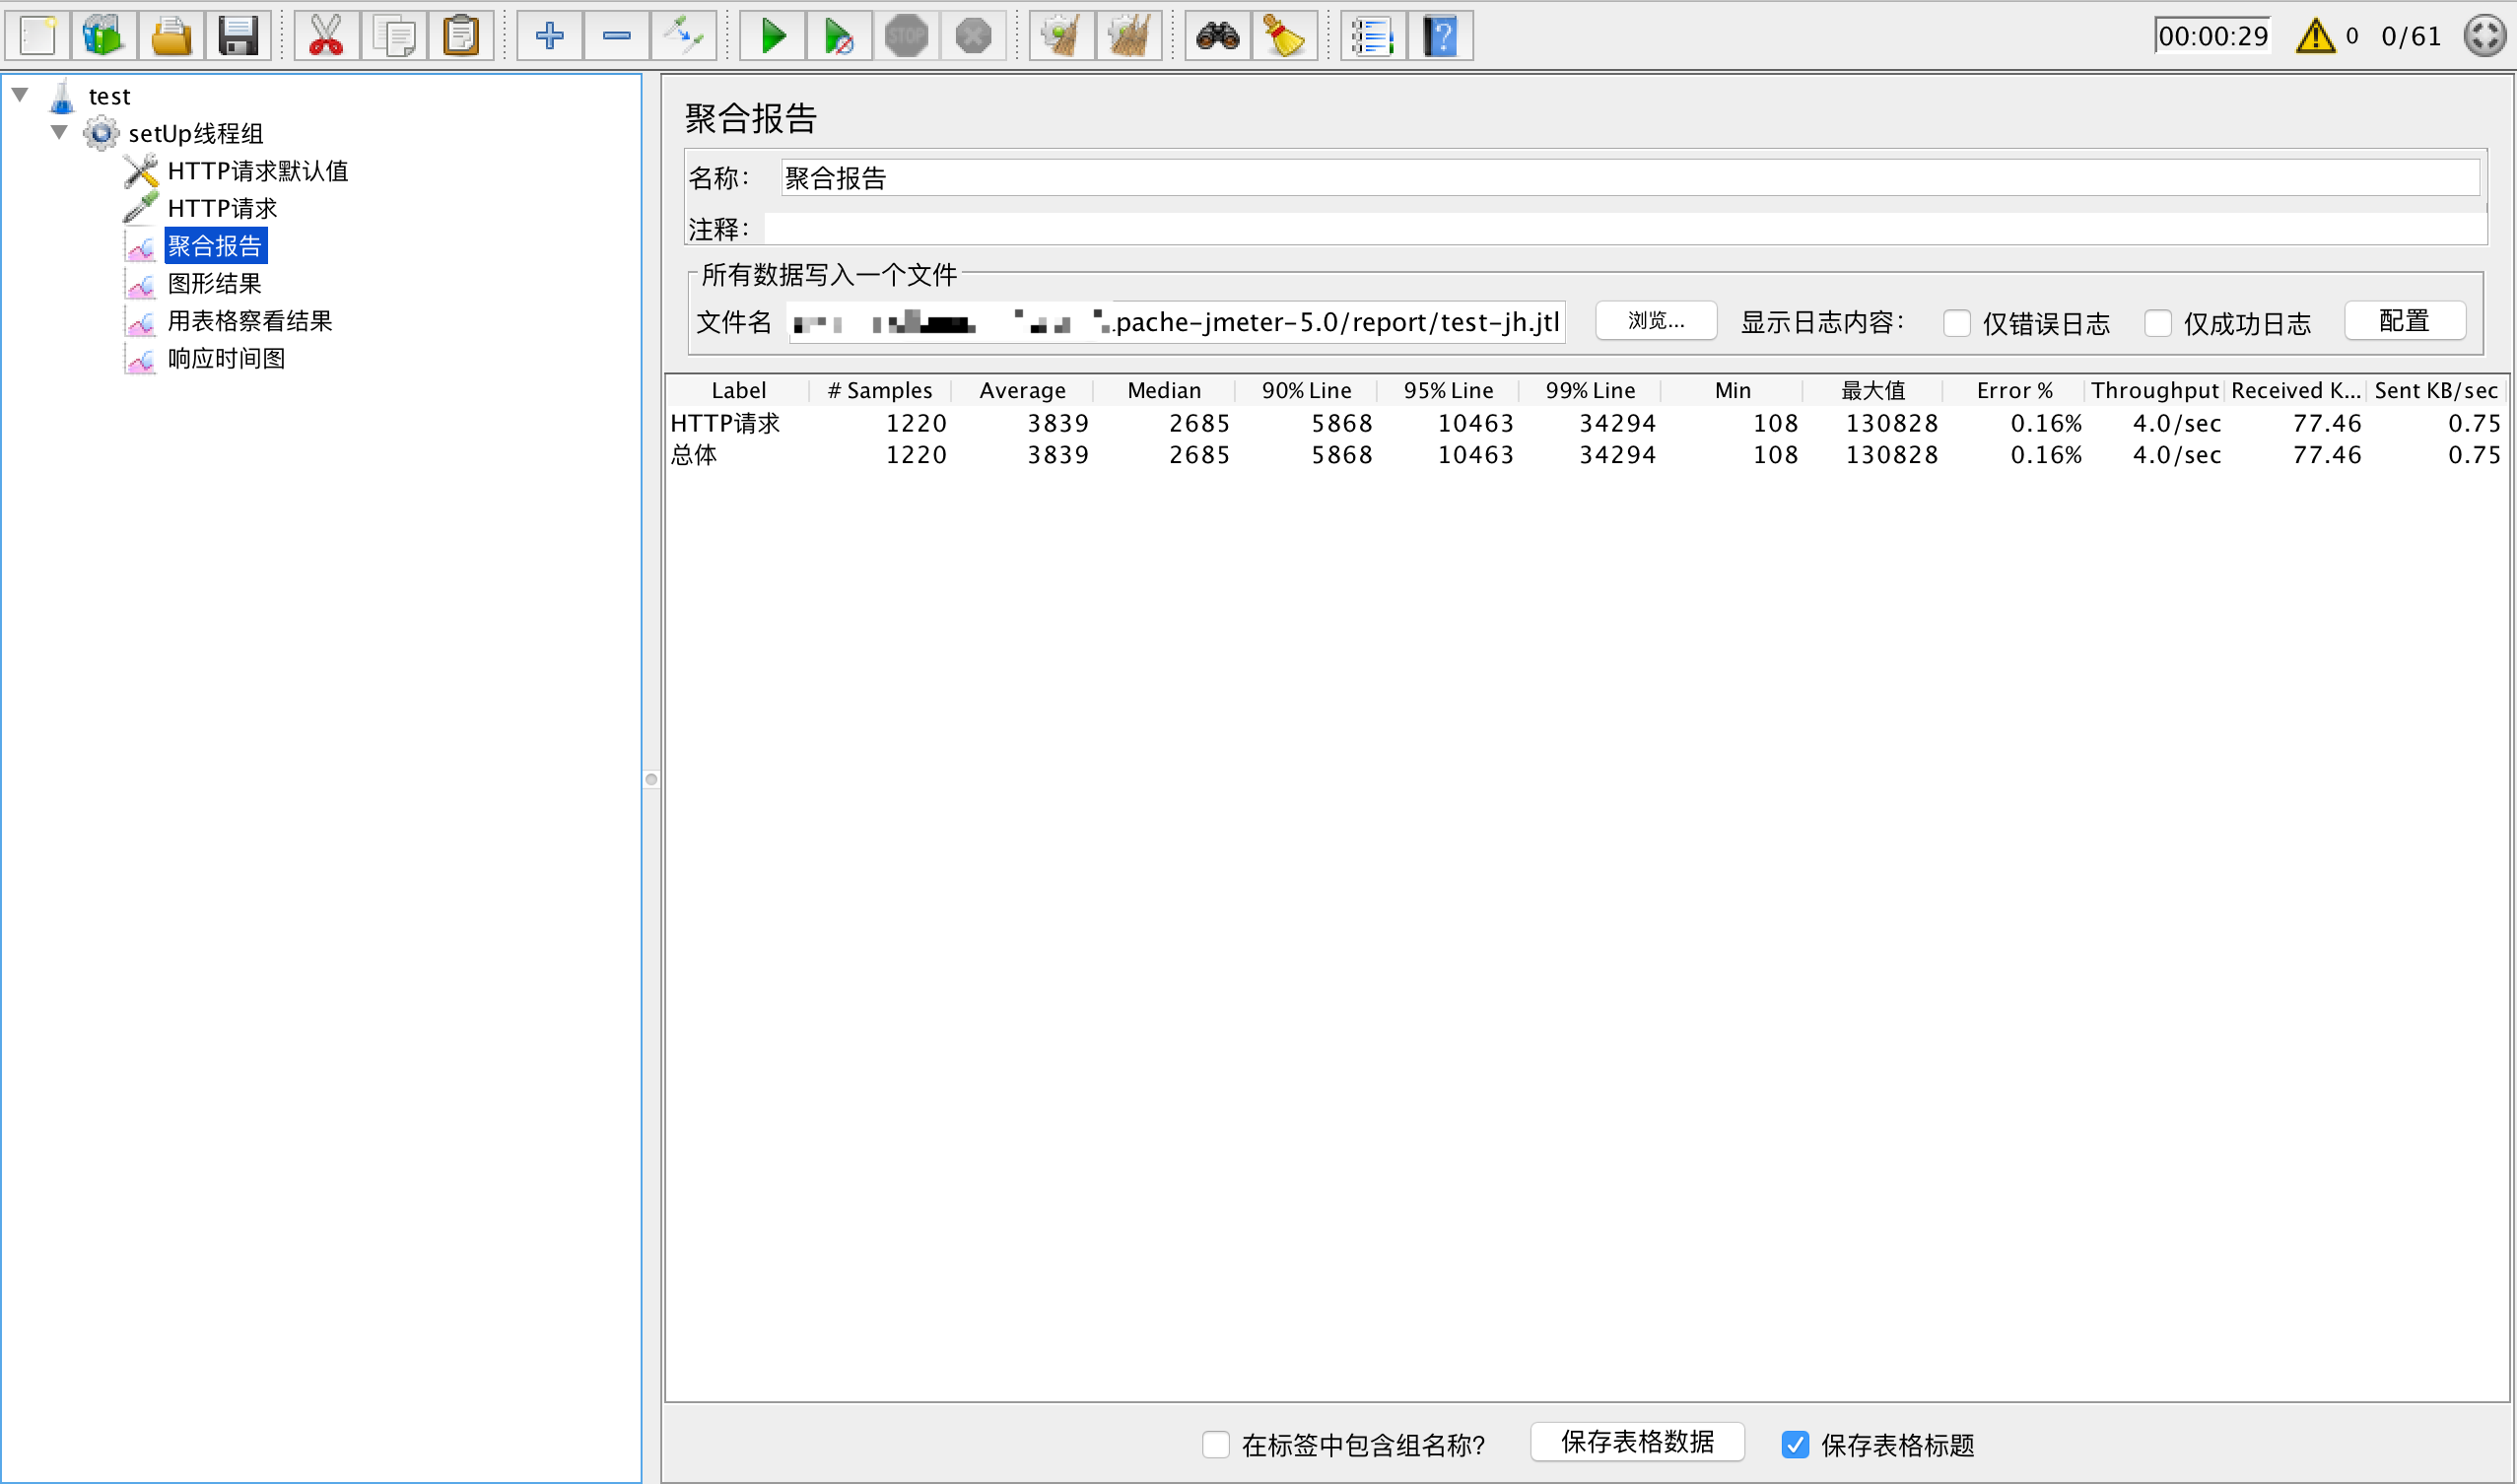 STOP
00:00:29 0 0/61
test
setUp线程组
HTTP请求默认值
HTTP请求
聚合报告
图形结果
用表格察看结果
响应时间图
聚合报告
名称: 聚合报告
注释:
所有数据写入一个文件
文件名 pache-jmeter-5.0/report/test-jh.jtl 浏览... 显示日志内容: 仅错误日志 仅成功日志 配置
Label # Samples Average Median 90% Line 95% Line 99% Line Min 最大值 Error % Throughput Received K... Sent KB/sec
HTTP请求 1220 3839 2685 5868 10463 34294 108 130828 0.16% 4.0/sec 77.46 0.75
总体 1220 3839 2685 5868 10463 34294 108 130828 0.16% 4.0/sec 77.46 0.75
在标签中包含组名称? 保存表格数据 保存表格标题